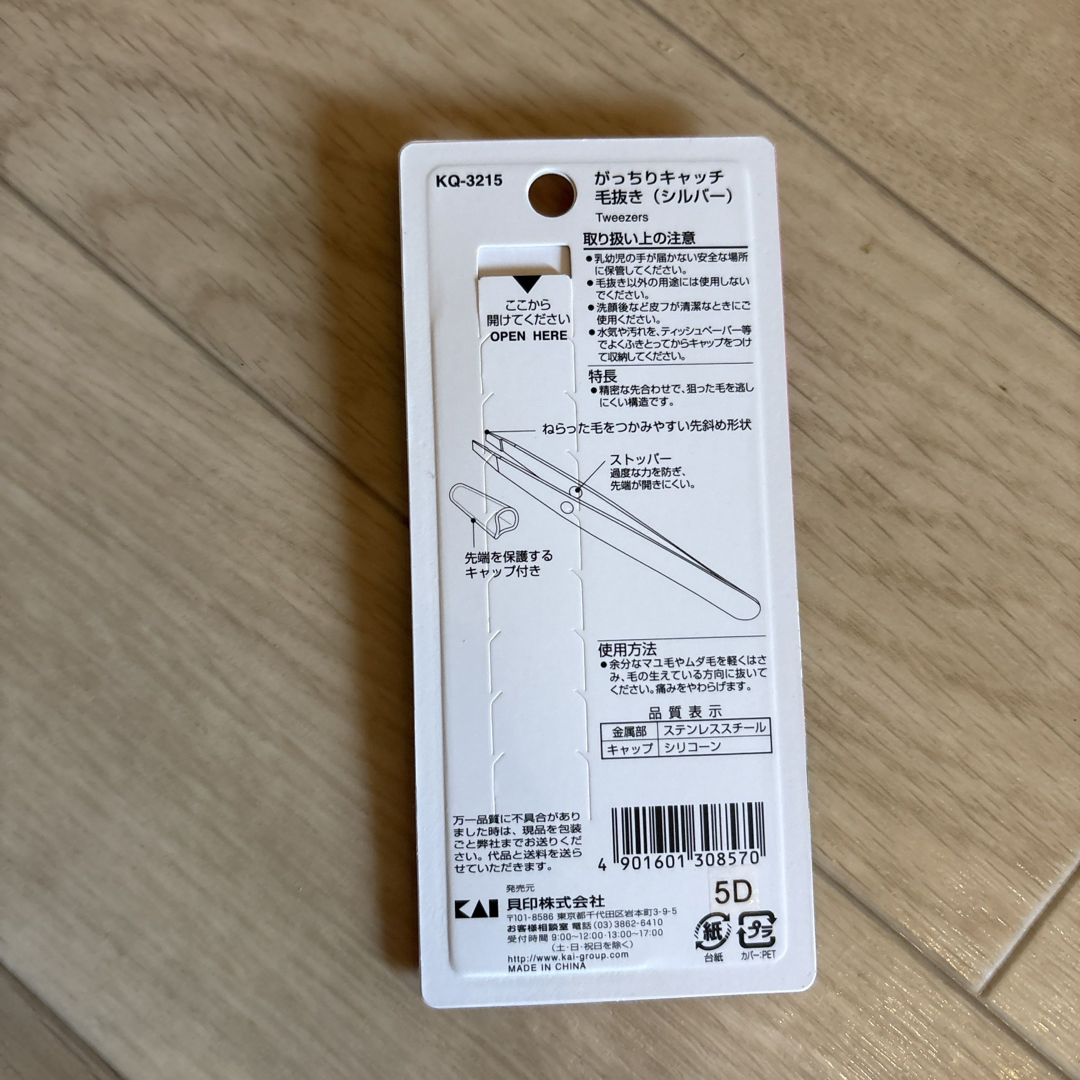 KQ-3215
がっちりキャッチ
毛抜き（シルバー）
Tweezers
取り扱い上の注意
●乳幼児の手が届かない安全な場所
に保管してください。
●毛抜き以外の用途には使用しない
でください。
●洗顔後など皮フが清潔なときにご
使用ください。
●水気や汚れを、ティッシュペーパー等
でよくふきとってからキャップをつけ
て収納してください。
ここから
開けてください
OPEN HERE
特長
●精密な先合わせで、狙った毛を逃し
にくい構造です。
ねらった毛をつかみやすい先斜め形状
ストッパー
過度な力を防ぎ、
先端が開きにくい。
先端を保護する
キャップ付き
使用方法
●余分なマユ毛やムダ毛を軽くはさ
み、毛の生えている方向に抜いて
ください。痛みをやわらげます。
品質表示
金属部 ステンレススチール
キャップ シリコーン
万一品質に不具合があり
ました時は、現品を包装
ごと弊社までお送りくだ
さい。代品と送料を送ら
せていただきます。
4 901601 308570
5D
発売元
KAI 貝印株式会社
〒101-8586 東京都千代田区岩本町3-9-5
お客様相談室 電話(03)3862-6410
受付時間 9:00~12:00・13:00~17:00
（土・日・祝日を除く）
http://www.kai-group.com
MADE IN CHINA
紙
台紙
プラ
カバー:PET